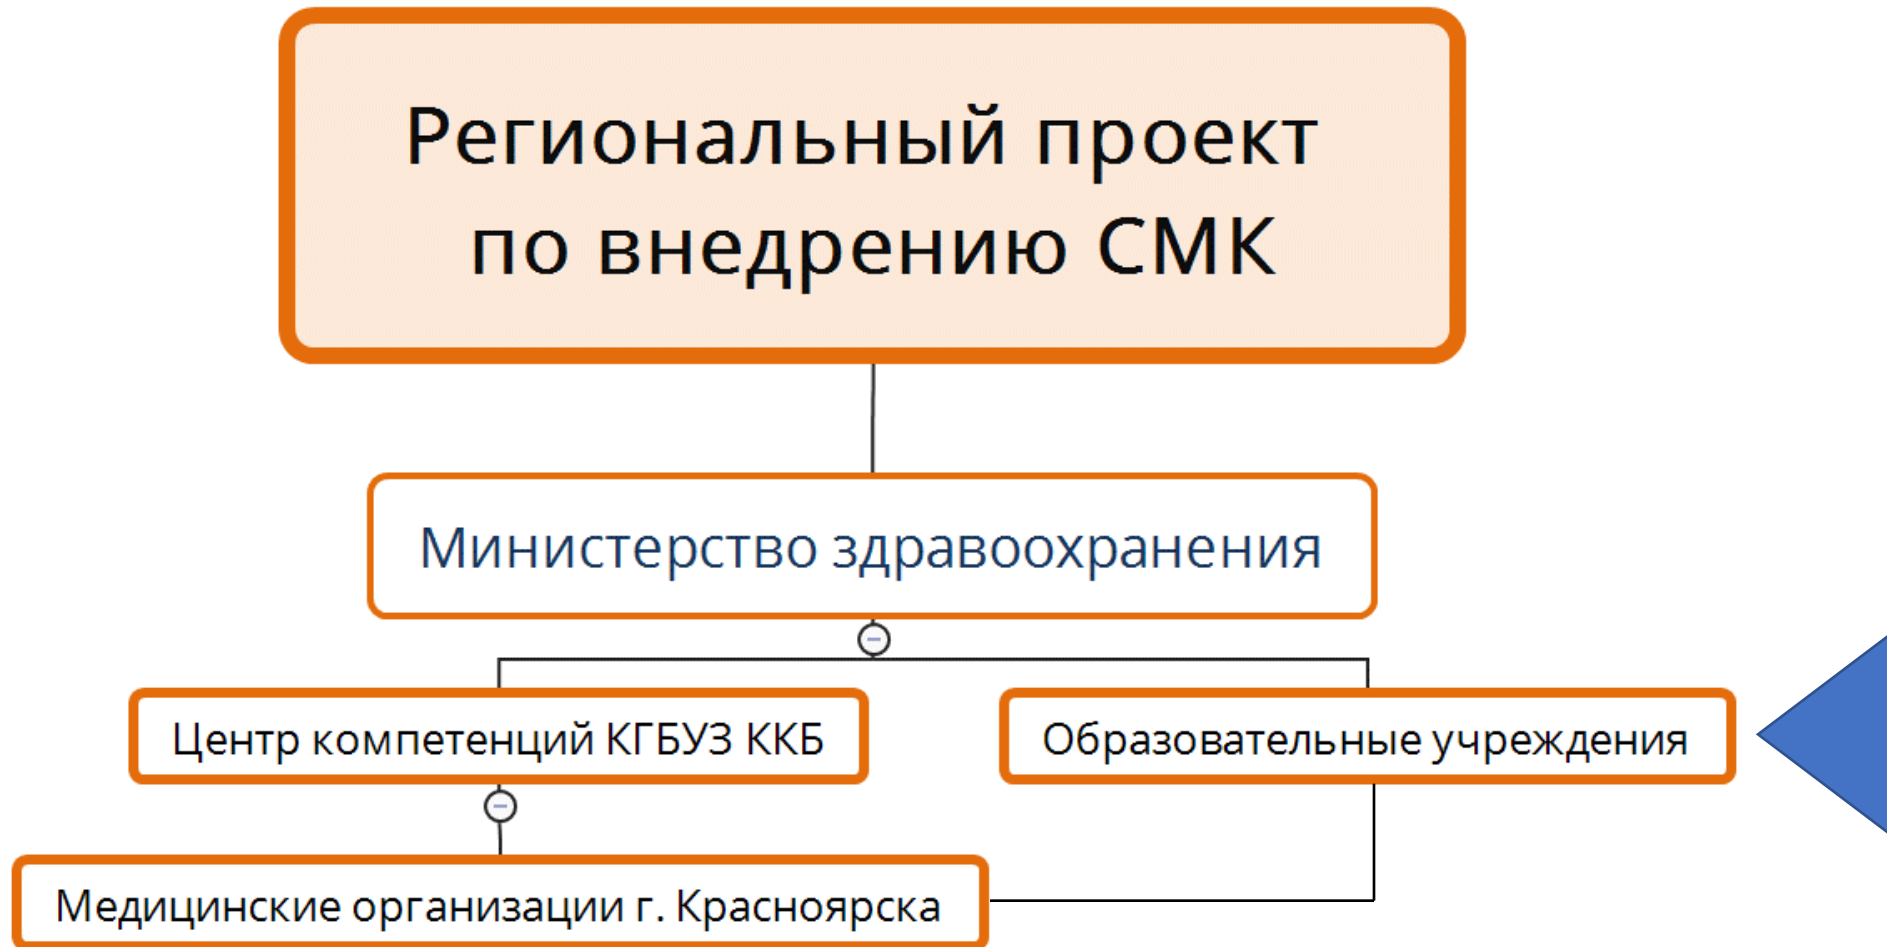 Региональный проект
по внедрению СМК
Министерство здравоохранения
Центр компетенций КГБУЗ ККБ
Образовательные учреждения
Медицинские организации г. Красноярска